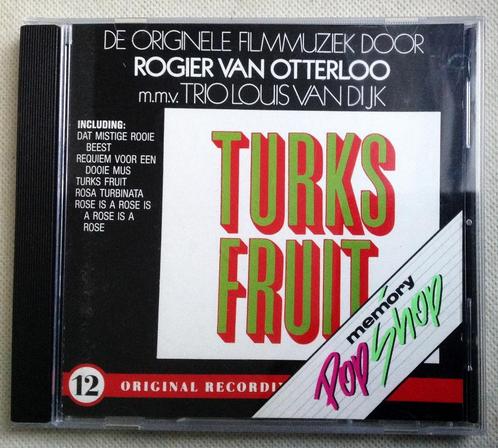 DE ORIGINELE FILMMUZIEK DOOR
ROGIER VAN OTTERLOO
m.m.v. TRIO LOUIS VAN DIJK
INCLUDING:
DAT MISTIGE ROOIE
BEEST
REQUIEM VOOR EEN
DOOIE MUS
TURKS FRUIT
ROSA TURBINATA
ROSE IS A ROSE IS
A ROSE IS A
ROSE
TURKS
FRUIT
memory
Pop Shop
12 ORIGINAL